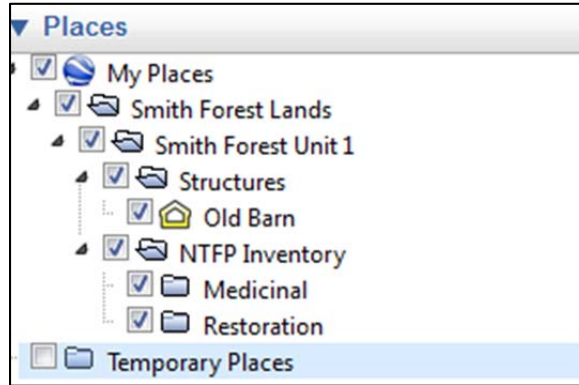 Places
My Places
Smith Forest Lands
Smith Forest Unit 1
Structures
Old Barn
NTFP Inventory
Medicinal
Restoration
Temporary Places